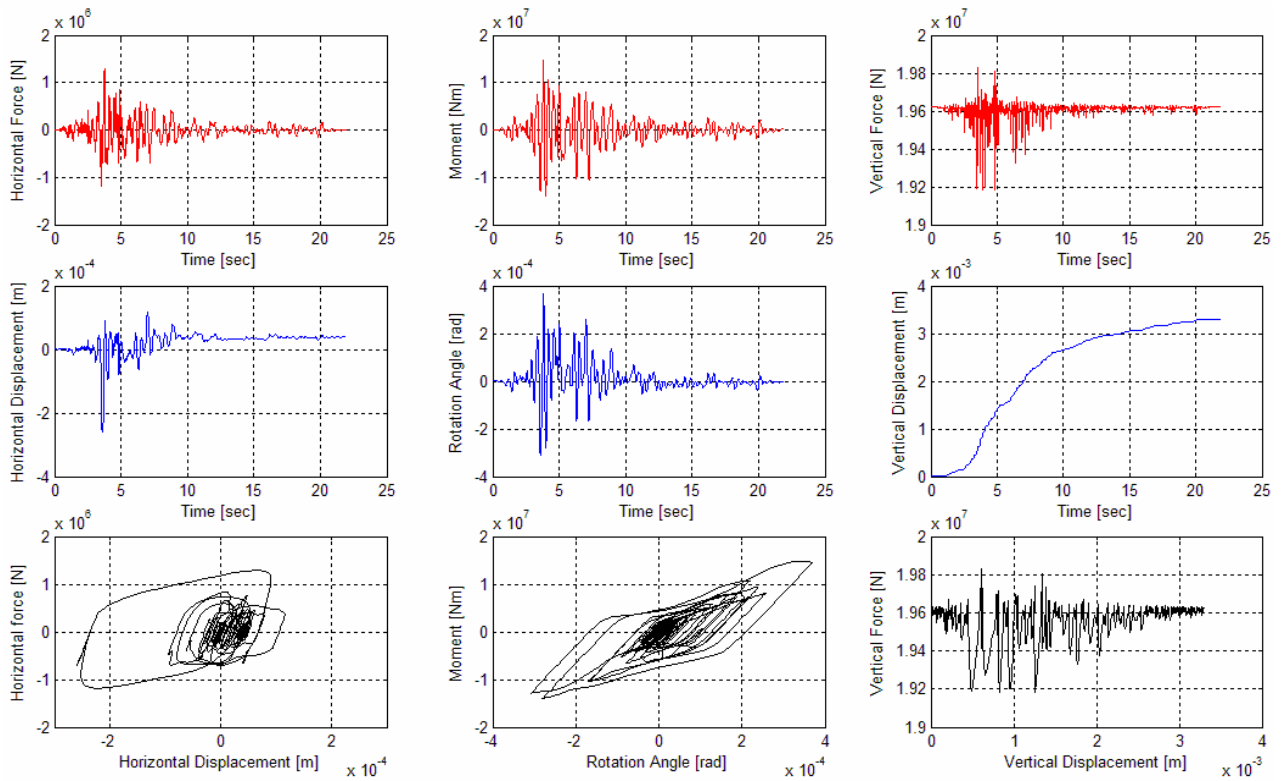 x 10^6
2
1
0
-1
-2
Horizontal Force [N]
0 5 10 15 20 25
Time [sec]
x 10^7
2
1
0
-1
-2
Moment [Nm]
0 5 10 15 20 25
Time [sec]
x 10^7
2
1.98
1.96
1.94
1.92
1.9
Vertical Force [N]
0 5 10 15 20 25
Time [sec]
x 10^-4
2
0
-2
-4
Horizontal Displacement [m]
0 5 10 15 20 25
Time [sec]
x 10^-4
4
2
0
-2
-4
Rotation Angle [rad]
0 5 10 15 20 25
Time [sec]
x 10^-3
4
3
2
1
0
Vertical Displacement [m]
0 5 10 15 20 25
Time [sec]
x 10^6
2
1
0
-1
-2
Horizontal force [N]
-2 0 2
Horizontal Displacement [m] x 10^-4
x 10^7
2
1
0
-1
-2
Moment [Nm]
-4 -2 0 2 4
Rotation Angle [rad] x 10^-4
x 10^7
2
1.98
1.96
1.94
1.92
1.9
Vertical Force [N]
0 1 2 3 4
Vertical Displacement [m] x 10^-3